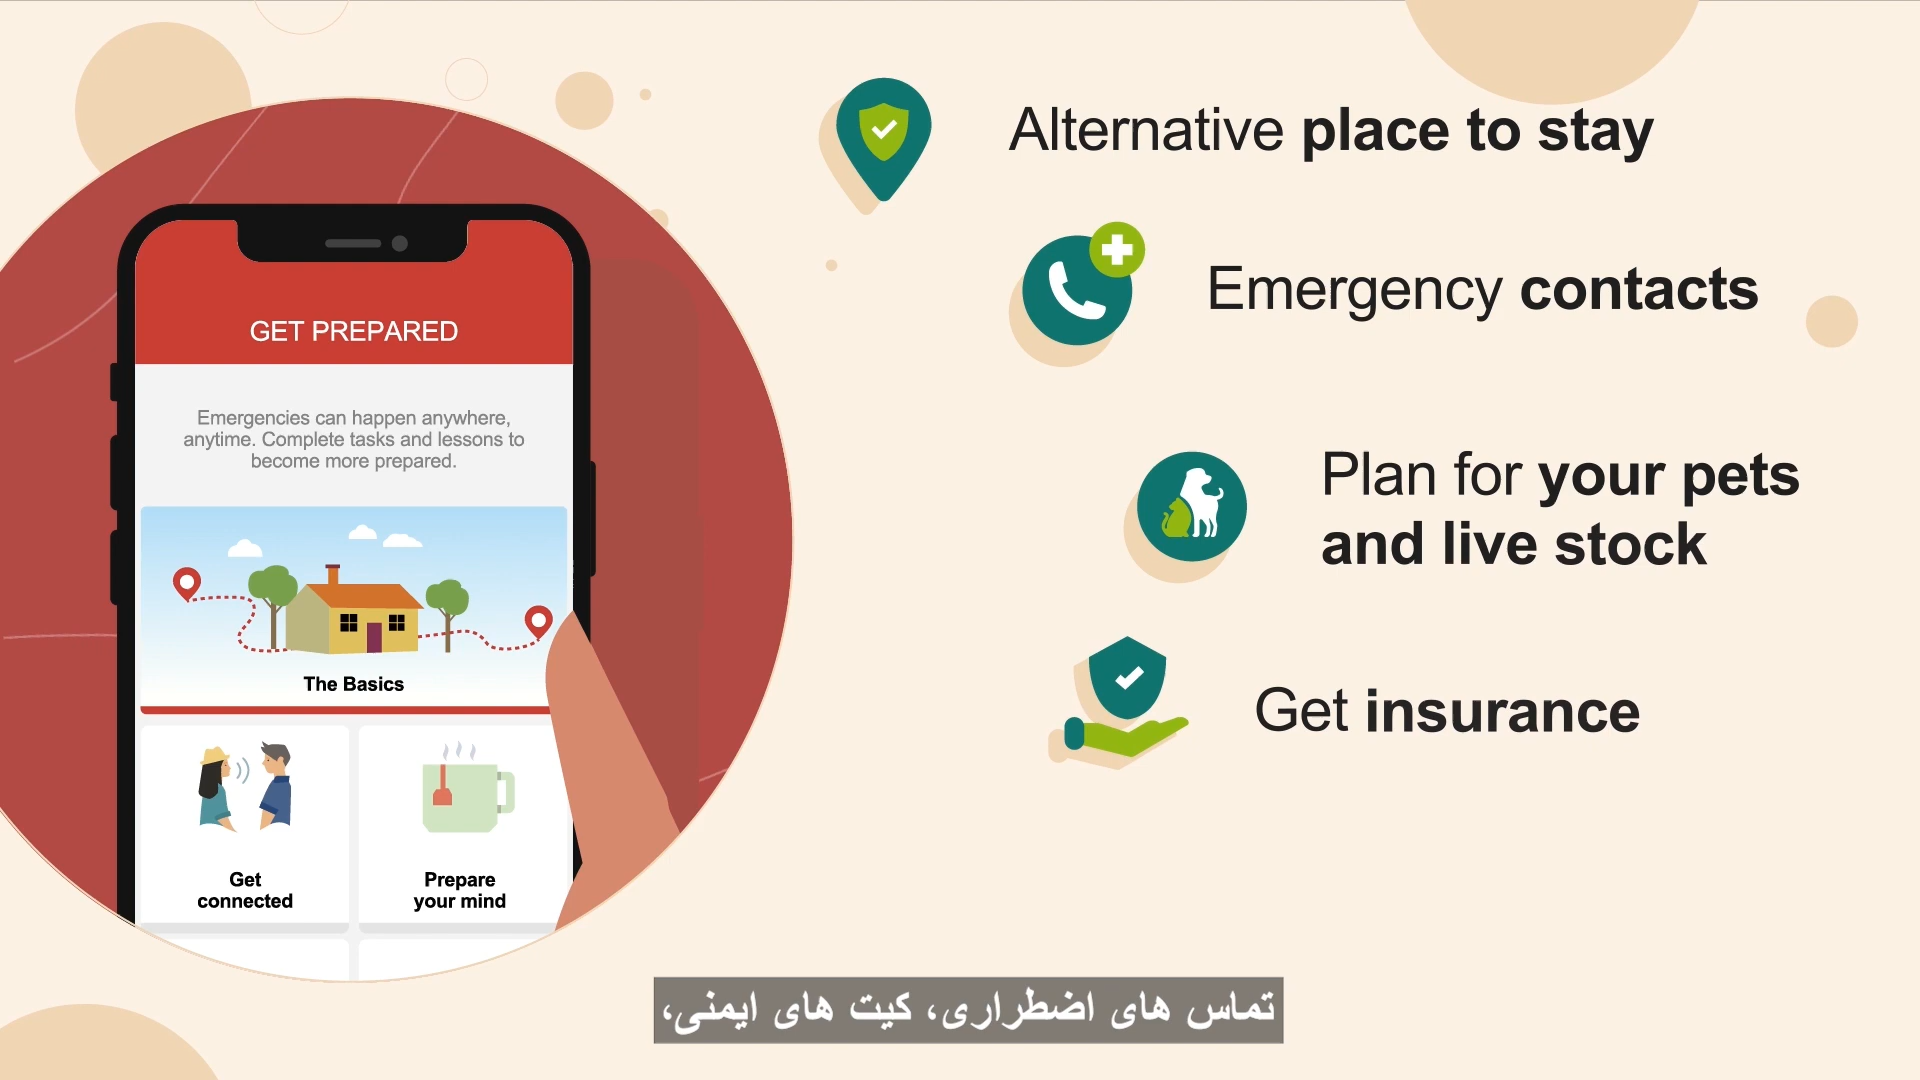 GET PREPARED
Emergencies can happen anywhere,
anytime. Complete tasks and lessons to
become more prepared.
The Basics
Get
connected
Prepare
your mind
Alternative place to stay
Emergency contacts
Plan for your pets
and live stock
Get insurance
تماس های اضطراری، کیت های ایمنی،